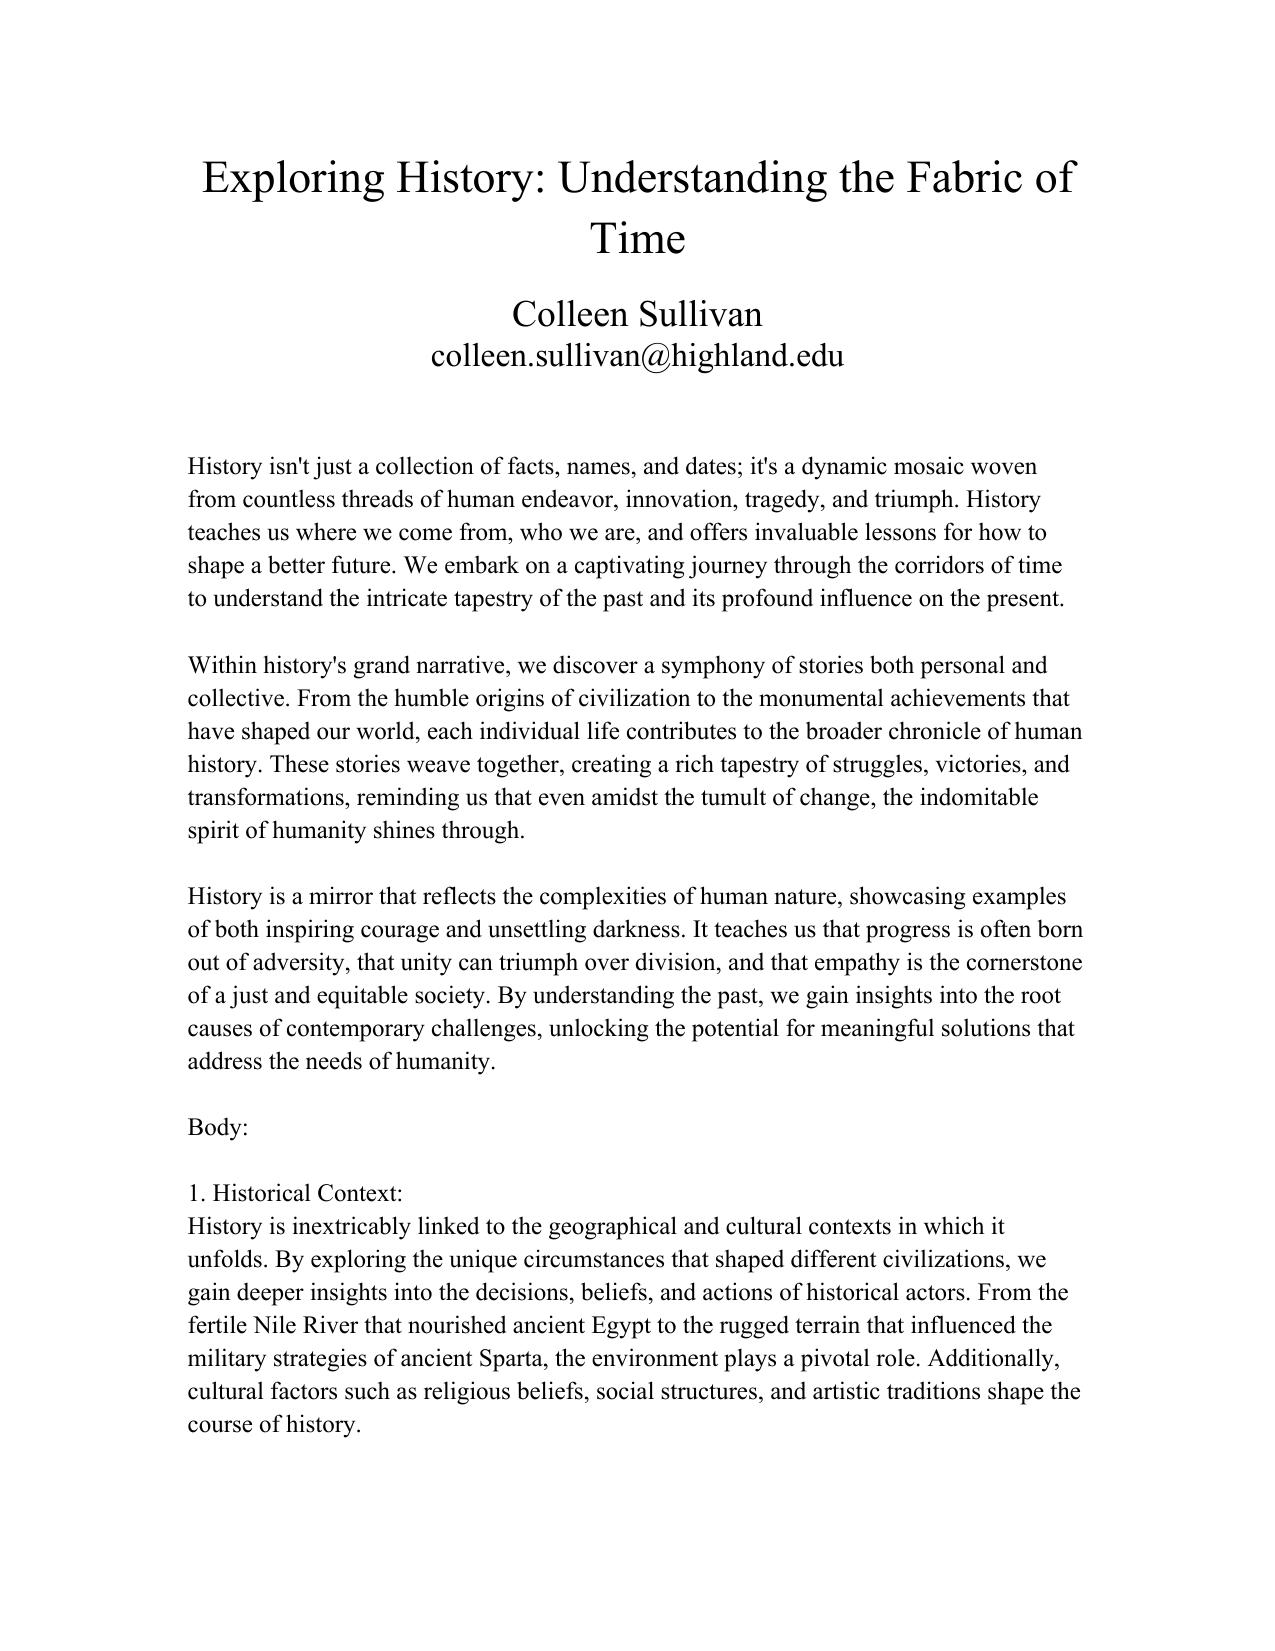 Exploring History: Understanding the Fabric of
Time
Colleen Sullivan
colleen.sullivan@highland.edu
History isn't just a collection of facts, names, and dates; it's a dynamic mosaic woven
from countless threads of human endeavor, innovation, tragedy, and triumph. History
teaches us where we come from, who we are, and offers invaluable lessons for how to
shape a better future. We embark on a captivating journey through the corridors of time
to understand the intricate tapestry of the past and its profound influence on the present.
Within history's grand narrative, we discover a symphony of stories both personal and
collective. From the humble origins of civilization to the monumental achievements that
have shaped our world, each individual life contributes to the broader chronicle of human
history. These stories weave together, creating a rich tapestry of struggles, victories, and
transformations, reminding us that even amidst the tumult of change, the indomitable
spirit of humanity shines through.
History is a mirror that reflects the complexities of human nature, showcasing examples
of both inspiring courage and unsettling darkness. It teaches us that progress is often born
out of adversity, that unity can triumph over division, and that empathy is the cornerstone
of a just and equitable society. By understanding the past, we gain insights into the root
causes of contemporary challenges, unlocking the potential for meaningful solutions that
address the needs of humanity.
Body:
1. Historical Context:
History is inextricably linked to the geographical and cultural contexts in which it
unfolds. By exploring the unique circumstances that shaped different civilizations, we
gain deeper insights into the decisions, beliefs, and actions of historical actors. From the
fertile Nile River that nourished ancient Egypt to the rugged terrain that influenced the
military strategies of ancient Sparta, the environment plays a pivotal role. Additionally,
cultural factors such as religious beliefs, social structures, and artistic traditions shape the
course of history.